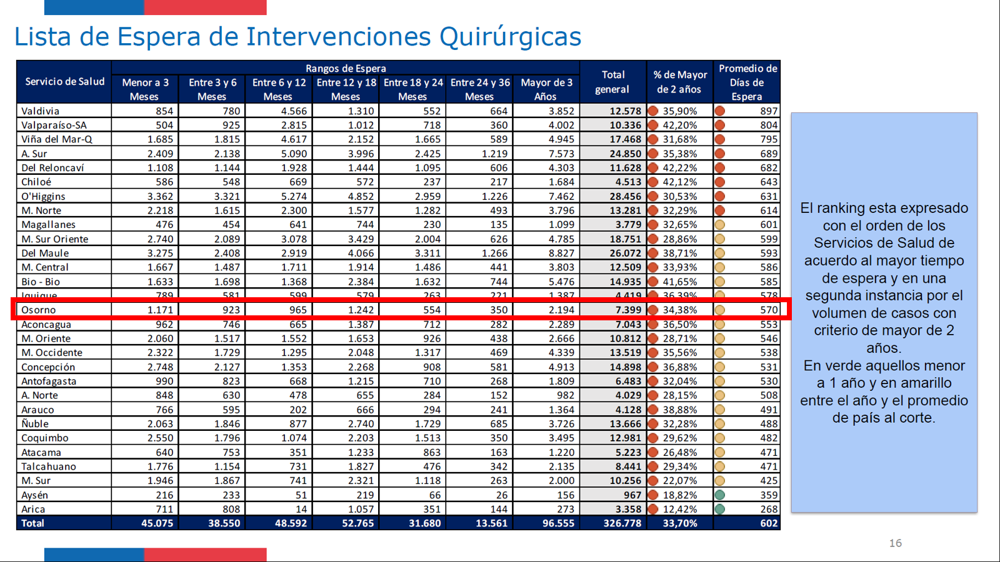 Lista de Espera de Intervenciones Quirúrgicas
Servicio de Salud Rangos de Espera Total general % de Mayor de 2 años Promedio de Días de Espera
Menor a 3 Meses Entre 3 y 6 Meses Entre 6 y 12 Meses Entre 12 y 18 Meses Entre 18 y 24 Meses Entre 24 y 36 Meses Mayor de 3 Años
Valdivia 854 780 4.566 1.310 552 664 3.852 12.578 35,90% 897
Valparaíso-SA 504 925 2.815 1.012 718 360 4.002 10.336 42,20% 804
Viña del Mar-Q 1.685 1.815 4.617 2.152 1.665 589 4.945 17.468 31,68% 795
A. Sur 2.409 2.138 5.090 3.996 2.425 1.219 7.573 24.850 35,38% 689
Del Reloncaví 1.108 1.144 1.928 1.444 1.095 606 4.303 11.628 42,22% 682
Chiloé 586 548 669 572 237 217 1.684 4.513 42,12% 643
O'Higgins 3.362 3.321 5.274 4.852 2.959 1.226 7.462 28.456 30,53% 631
M. Norte 2.218 1.615 2.300 1.577 1.282 493 3.796 13.281 32,29% 614
Magallanes 476 454 641 744 230 135 1.099 3.779 32,65% 601
M. Sur Oriente 2.740 2.089 3.078 3.429 2.004 626 4.785 18.751 28,86% 599
Del Maule 3.275 2.408 2.919 4.066 3.311 1.266 8.827 26.072 38,71% 593
M. Central 1.667 1.487 1.711 1.914 1.486 441 3.803 12.509 33,93% 586
Bio - Bio 1.633 1.698 1.368 2.384 1.632 744 5.476 14.935 41,65% 585
Iquique 789 581 599 579 263 221 1.387 4.419 36,39% 578
Osorno 1.171 923 965 1.242 554 350 2.194 7.399 34,38% 570
Aconcagua 962 746 665 1.387 712 282 2.289 7.043 36,50% 553
M. Oriente 2.060 1.517 1.552 1.653 926 438 2.666 10.812 28,71% 546
M. Occidente 2.322 1.729 1.295 2.048 1.317 469 4.339 13.519 35,56% 538
Concepción 2.748 2.127 1.353 2.268 908 581 4.913 14.898 36,88% 531
Antofagasta 990 823 668 1.215 710 268 1.809 6.483 32,04% 530
A. Norte 848 630 478 655 284 152 982 4.029 28,15% 508
Arauco 766 595 202 666 294 241 1.364 4.128 38,88% 491
Ñuble 2.063 1.846 877 2.740 1.729 685 3.726 13.666 32,28% 488
Coquimbo 2.550 1.796 1.074 2.203 1.513 350 3.495 12.981 29,62% 482
Atacama 640 753 351 1.233 863 163 1.220 5.223 26,48% 471
Talcahuano 1.776 1.154 731 1.827 476 342 2.135 8.441 29,34% 471
M. Sur 1.946 1.867 741 2.321 1.118 263 2.000 10.256 22,07% 425
Aysén 216 233 51 219 66 26 156 967 18,82% 359
Arica 711 808 14 1.057 351 144 273 3.358 12,42% 268
Total 45.075 38.550 48.592 52.765 31.680 13.561 96.555 326.778 33,70% 602
El ranking esta expresado
con el orden de los
Servicios de Salud de
acuerdo al mayor tiempo
de espera y en una
segunda instancia por el
volumen de casos con
criterio de mayor de 2
años.
En verde aquellos menor
a 1 año y en amarillo
entre el año y el promedio
de país al corte.
16